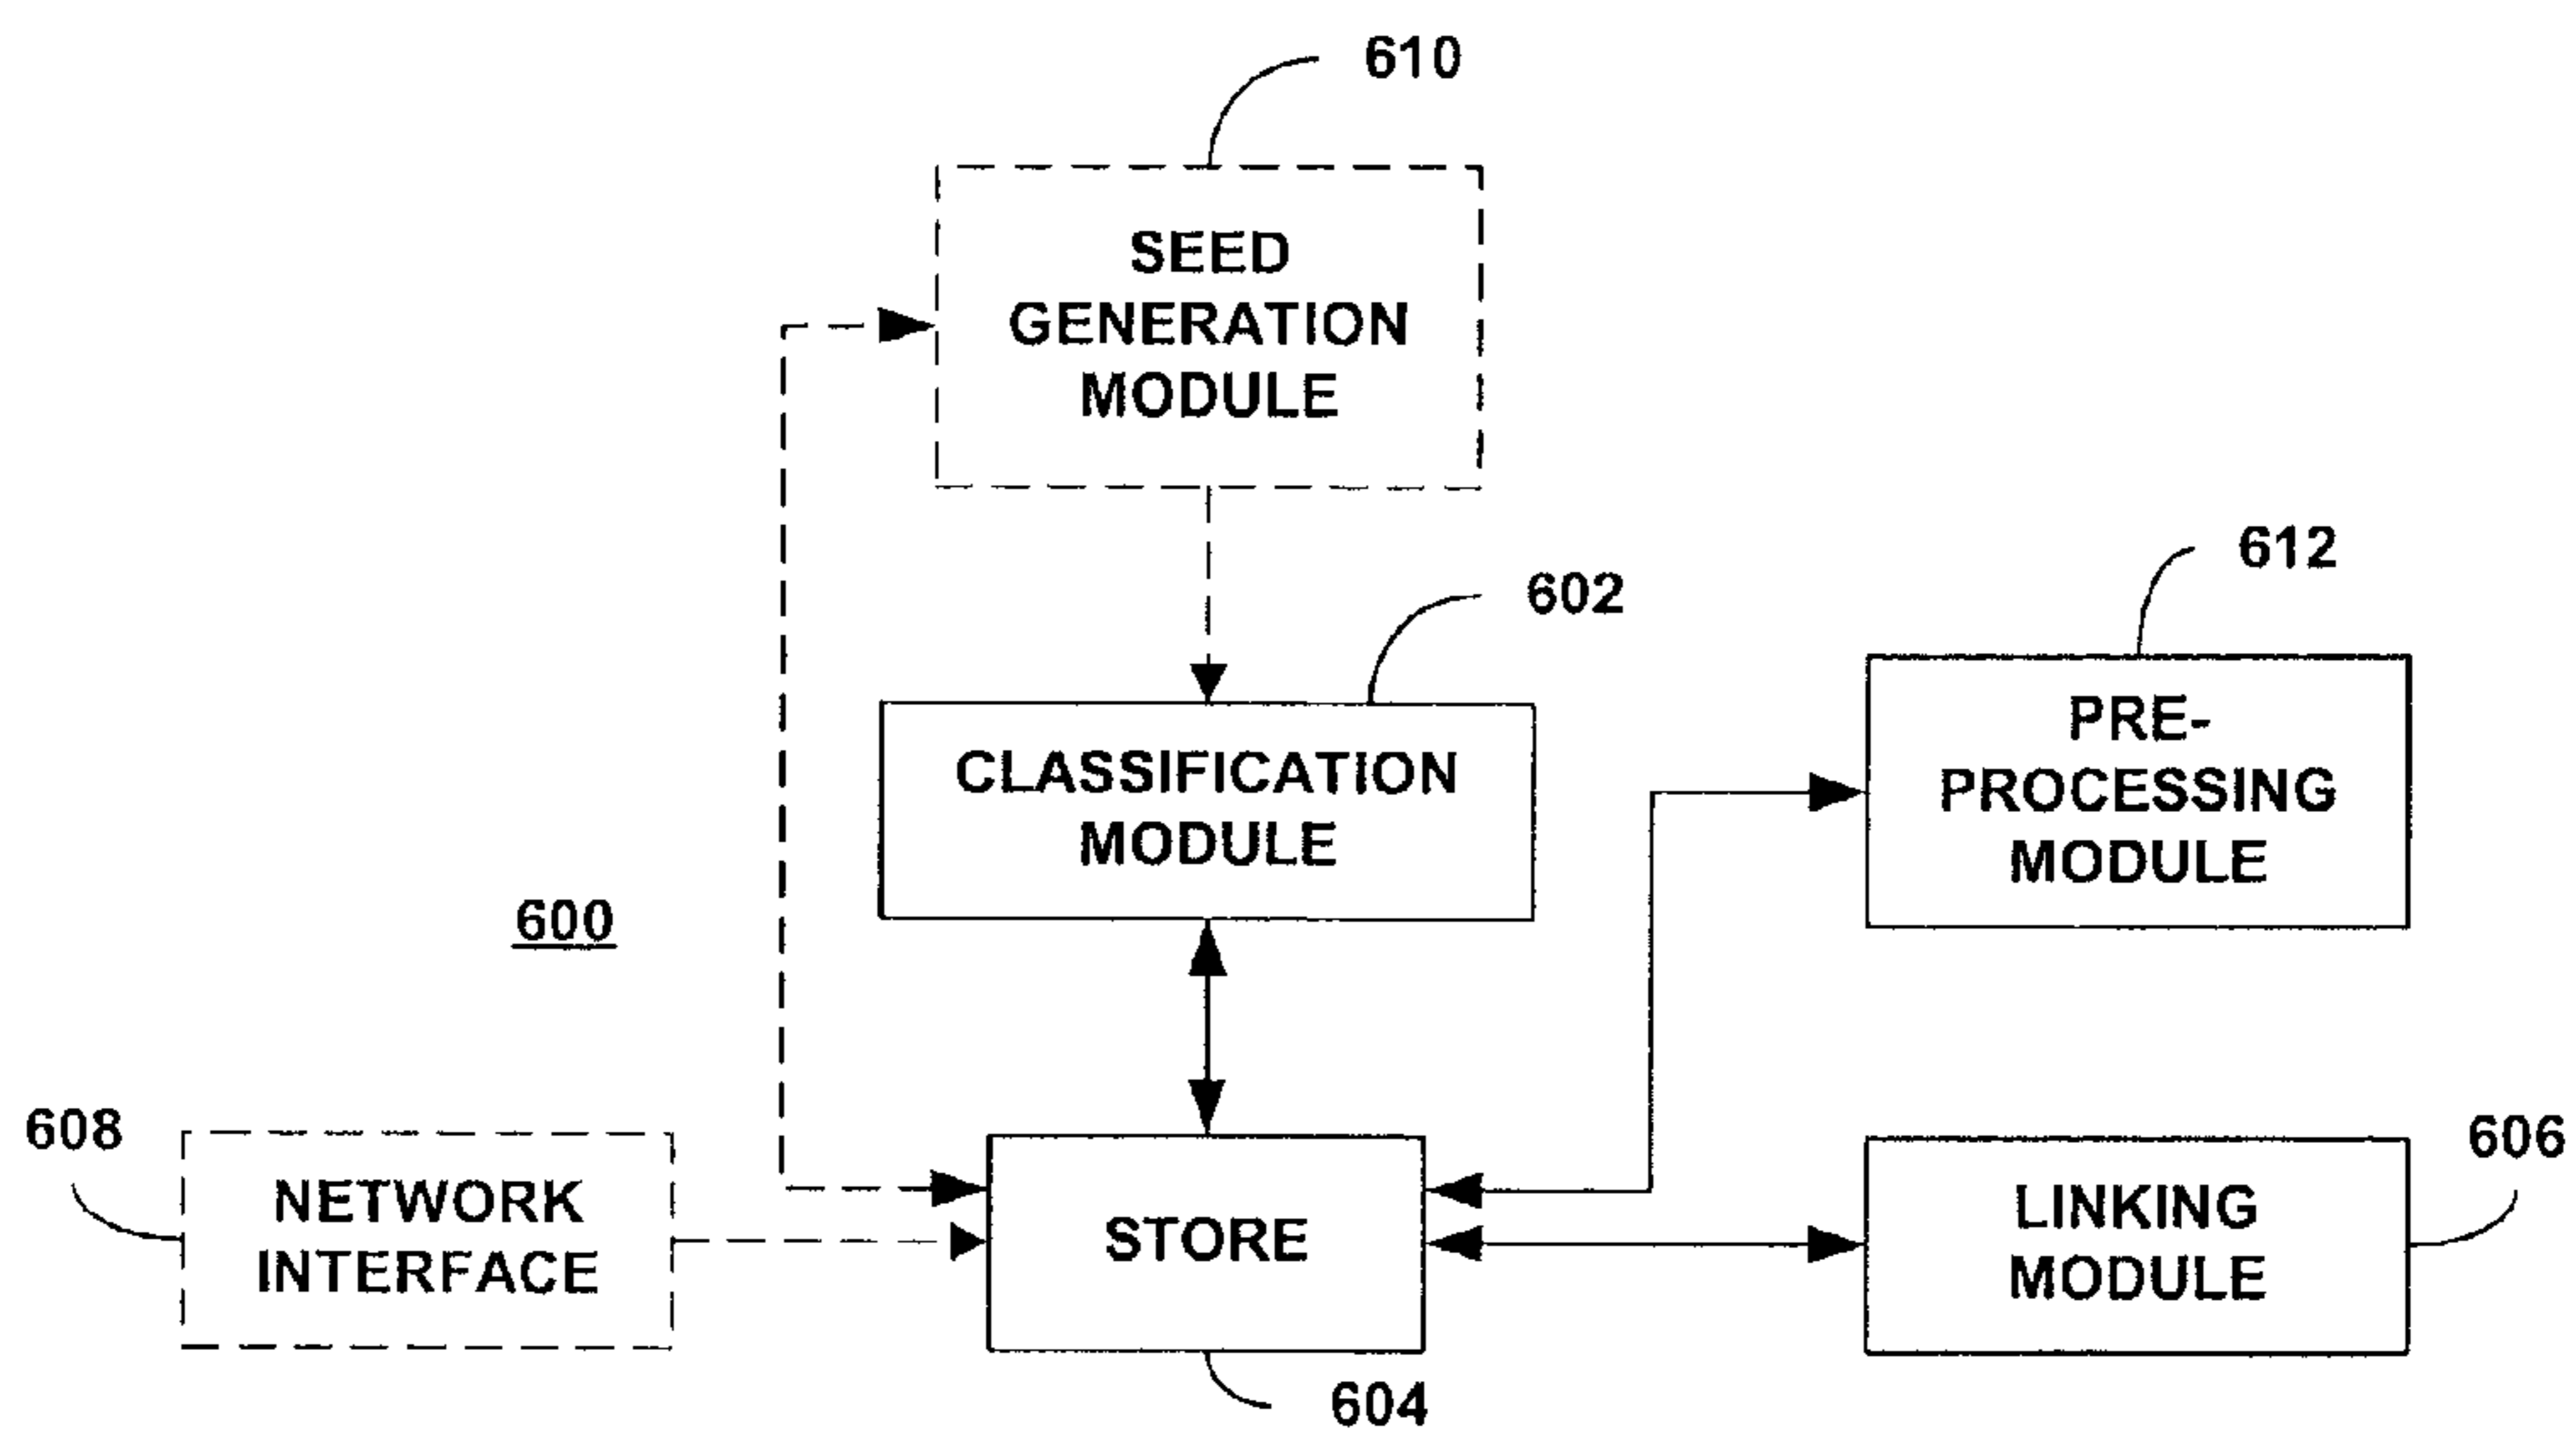 610
SEED
GENERATION
MODULE
612
602
PRE-
PROCESSING
MODULE
CLASSIFICATION
MODULE
600
608
NETWORK
INTERFACE
STORE
LINKING
MODULE
606
604